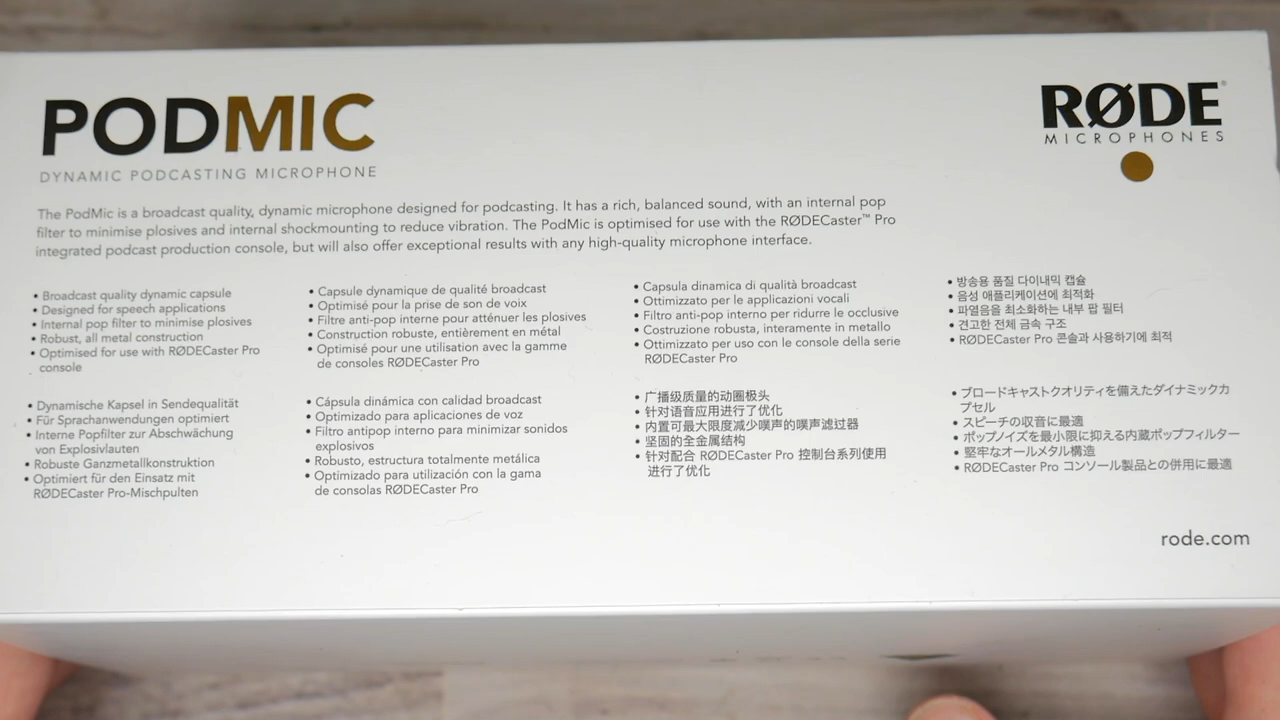 PODMIC
DYNAMIC PODCASTING MICROPHONE
RØDE®
MICROPHONES
The PodMic is a broadcast quality, dynamic microphone designed for podcasting. It has a rich, balanced sound, with an internal pop
filter to minimise plosives and internal shockmounting to reduce vibration. The PodMic is optimised for use with the RØDECaster™ Pro
integrated podcast production console, but will also offer exceptional results with any high-quality microphone interface.
• Broadcast quality dynamic capsule
• Designed for speech applications
• Internal pop filter to minimise plosives
• Robust, all metal construction
• Optimised for use with RØDECaster Pro
console
• Capsule dynamique de qualité broadcast
• Optimisé pour la prise de son de voix
• Filtre anti-pop interne pour atténuer les plosives
• Construction robuste, entièrement en métal
• Optimisé pour une utilisation avec la gamme
de consoles RØDECaster Pro
• Capsula dinamica di qualità broadcast
• Ottimizzato per le applicazioni vocali
• Filtro anti-pop interno per ridurre le occlusive
• Costruzione robusta, interamente in metallo
• Ottimizzato per uso con le console della serie
RØDECaster Pro
• 방송용 품질 다이내믹 캡슐
• 음성 애플리케이션에 최적화
• 파열음을 최소화하는 내부 팝 필터
• 견고한 전체 금속 구조
• RØDECaster Pro 콘솔과 사용하기에 최적
• Dynamische Kapsel in Sendequalität
• Für Sprachanwendungen optimiert
• Interne Popfilter zur Abschwächung
von Explosivlauten
• Robuste Ganzmetallkonstruktion
• Optimiert für den Einsatz mit
RØDECaster Pro-Mischpulten
• Cápsula dinámica con calidad broadcast
• Optimizado para aplicaciones de voz
• Filtro antipop interno para minimizar sonidos
explosivos
• Robusto, estructura totalmente metálica
• Optimizado para utilización con la gama
de consolas RØDECaster Pro
• 广播级质量的动圈极头
• 针对语音应用进行了优化
• 内置可最大限度减少噗声的噗声滤过器
• 坚固的全金属结构
• 针对配合 RØDECaster Pro 控制台系列使用
进行了优化
• ブロードキャストクオリティを備えたダイナミックカ
プセル
• スピーチの収音に最適
• ポップノイズを最小限に抑える内蔵ポップフィルター
• 堅牢なオールメタル構造
• RØDECaster Pro コンソール製品との併用に最適
rode.com